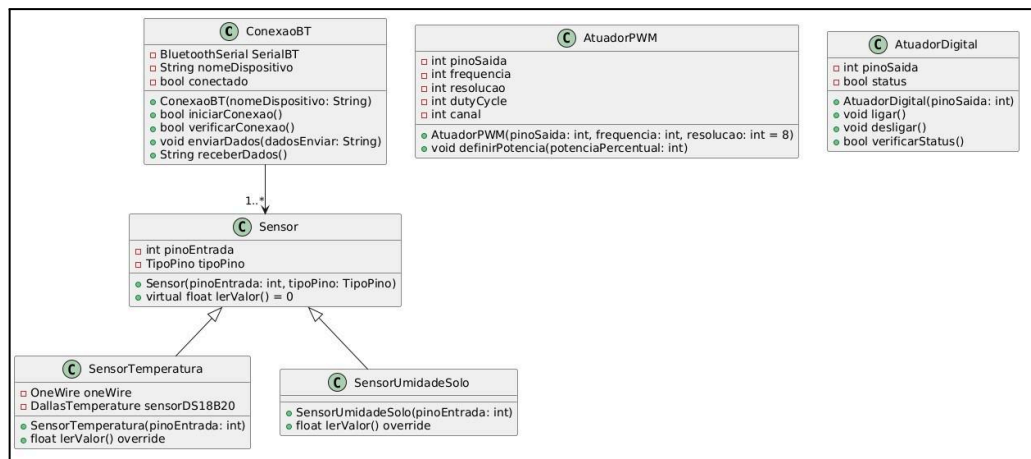 C ConexaoBT
BluetoothSerial SerialBT
String nomeDispositivo
bool conectado
ConexaoBT(nomeDispositivo: String)
bool iniciarConexao()
bool verificarConexao()
void enviarDados(dadosEnviar: String)
String receberDados()
C AtuadorPWM
int pinoSaida
int frequencia
int resolucao
int dutyCycle
int canal
AtuadorPWM(pinoSaida: int, frequencia: int, resolucao: int = 8)
void definirPotencia(potenciaPercentual: int)
C AtuadorDigital
int pinoSaida
bool status
AtuadorDigital(pinoSaida: int)
void ligar()
void desligar()
bool verificarStatus()
1..*
C Sensor
int pinoEntrada
TipoPino tipoPino
Sensor(pinoEntrada: int, tipoPino: TipoPino)
virtual float lerValor() = 0
C SensorTemperatura
OneWire oneWire
DallasTemperature sensorDS18B20
SensorTemperatura(pinoEntrada: int)
float lerValor() override
C SensorUmidadeSolo
SensorUmidadeSolo(pinoEntrada: int)
float lerValor() override